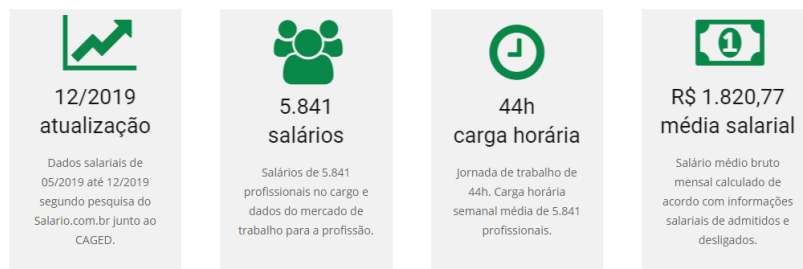 12/2019
atualização
Dados salariais de
05/2019 até 12/2019
segundo pesquisa do
Salario.com.br junto ao
CAGED.
5.841
salários
Salários de 5.841
profissionais no cargo e
dados do mercado de
trabalho para a profissão.
44h
carga horária
Jornada de trabalho de
44h. Carga horária
semanal média de 5.841
profissionais.
1
R$ 1.820,77
média salarial
Salário médio bruto
mensal calculado de
acordo com informações
salariais de admitidos e
desligados.